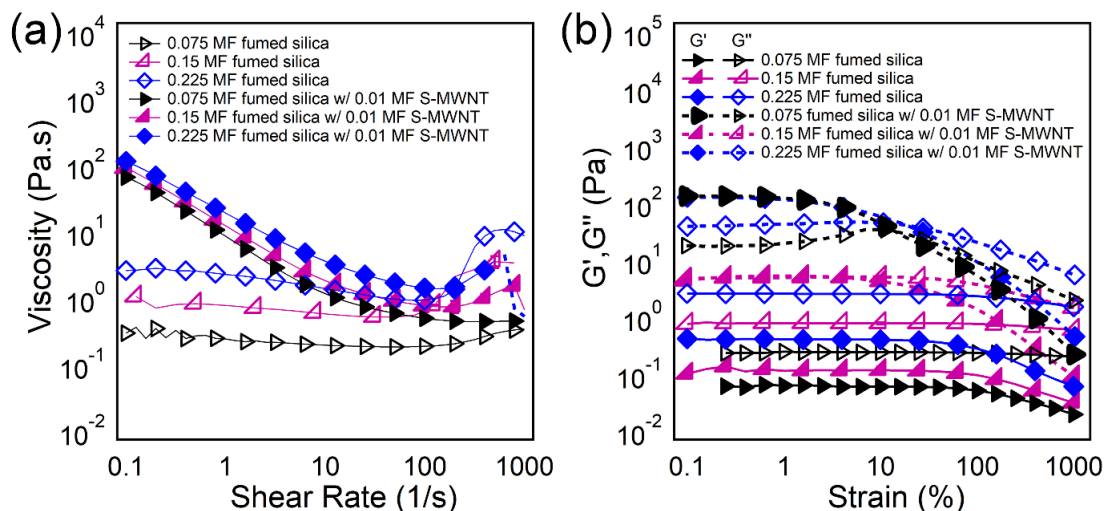 (a)
10^4
10^3
10^2
10^1
10^0
10^-1
10^-2
Viscosity (Pa.s)
0.075 MF fumed silica
0.15 MF fumed silica
0.225 MF fumed silica
0.075 MF fumed silica w/ 0.01 MF S-MWNT
0.15 MF fumed silica w/ 0.01 MF S-MWNT
0.225 MF fumed silica w/ 0.01 MF S-MWNT
0.1 1 10 100 1000
Shear Rate (1/s)
(b)
10^5
10^4
10^3
10^2
10^1
10^0
10^-1
10^-2
G',G" (Pa)
G' G"
0.075 MF fumed silica
0.15 MF fumed silica
0.225 MF fumed silica
0.075 fumed silica w/ 0.01 MF S-MWNT
0.15 MF fumed silica w/ 0.01 MF S-MWNT
0.225 MF fumed silica w/ 0.01 MF S-MWNT
0.1 1 10 100 1000
Strain (%)